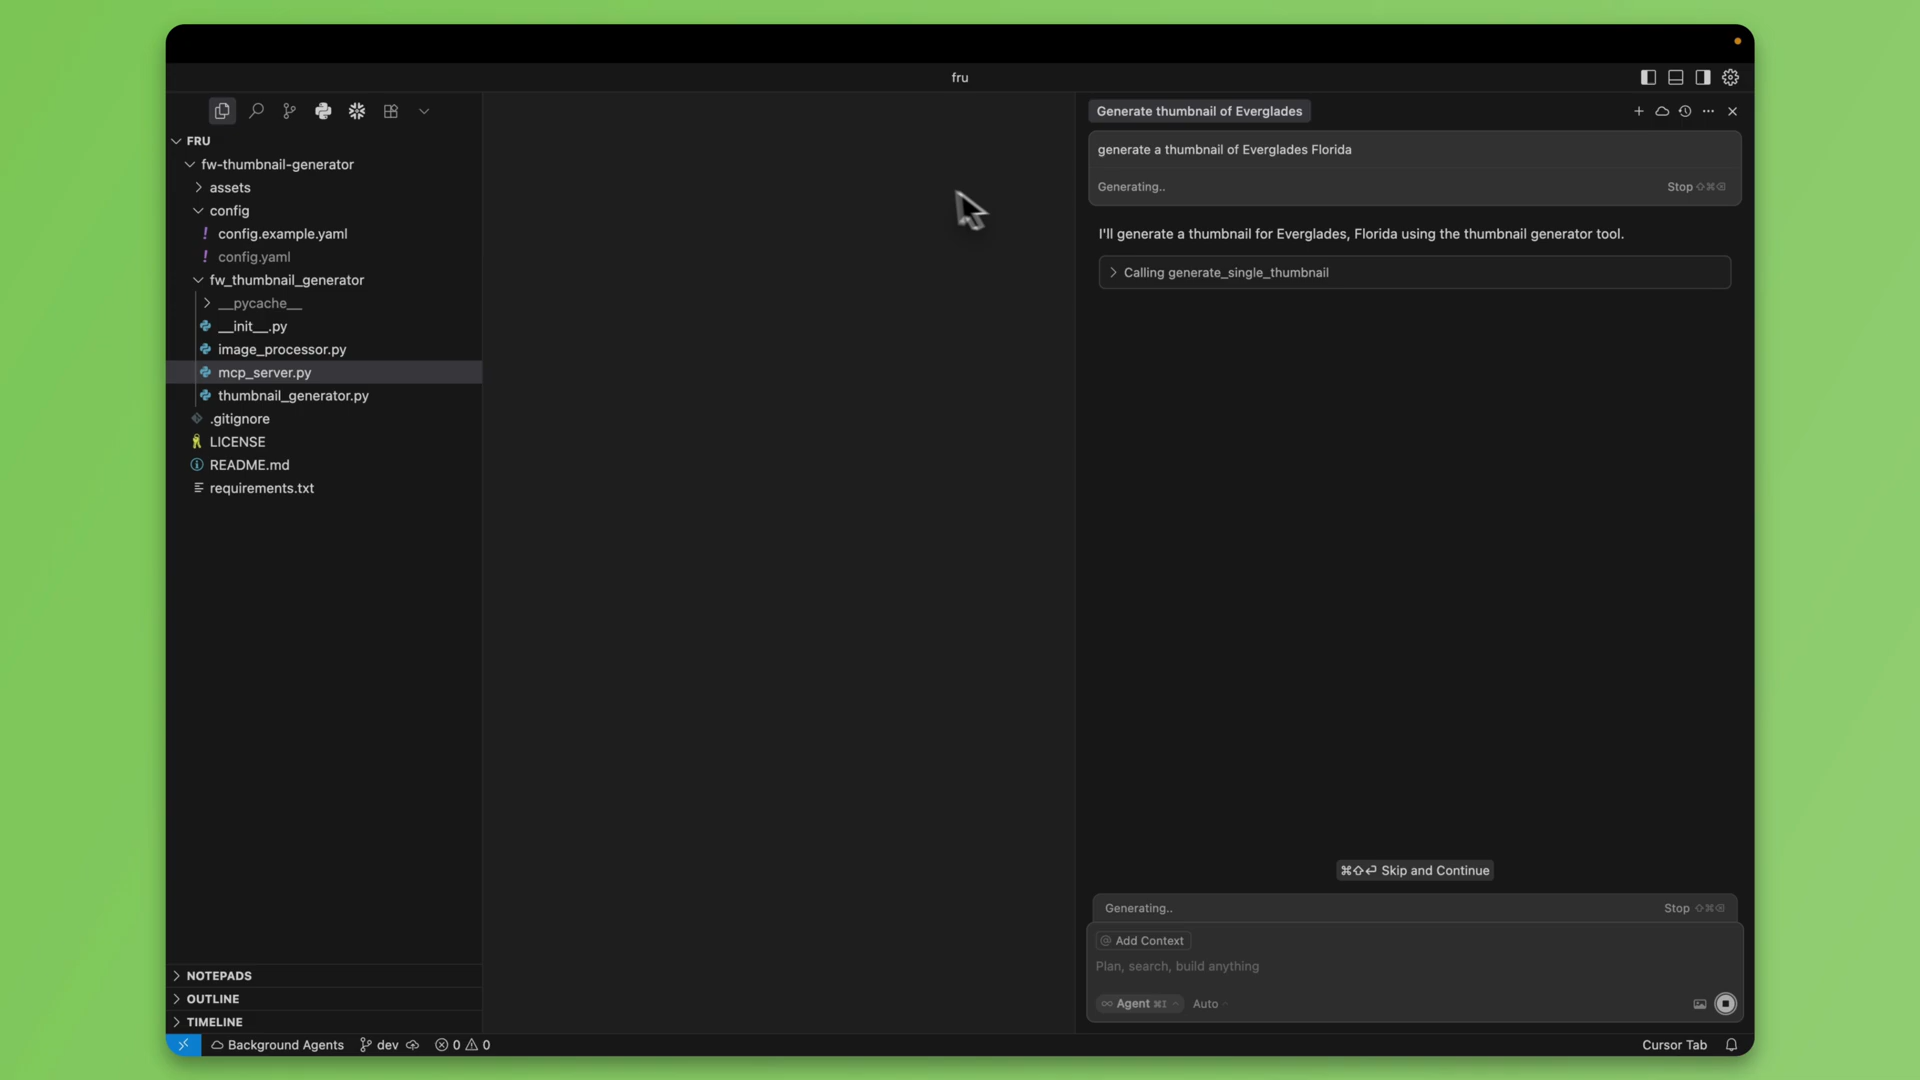 fru
FRU
fw-thumbnail-generator
assets
config
! config.example.yaml
! config.yaml
fw_thumbnail_generator
__pycache__
__init__.py
image_processor.py
mcp_server.py
thumbnail_generator.py
.gitignore
LICENSE
README.md
requirements.txt
NOTEPADS
OUTLINE
TIMELINE
Generate thumbnail of Everglades
generate a thumbnail of Everglades Florida
Generating.. Stop ⇧⌘⌫
I'll generate a thumbnail for Everglades, Florida using the thumbnail generator tool.
Calling generate_single_thumbnail
⌘⇧⏎ Skip and Continue
Generating.. Stop ⇧⌘⌫
@ Add Context
Plan, search, build anything
∞ Agent ⌘I Auto
Background Agents dev 0 0 Cursor Tab